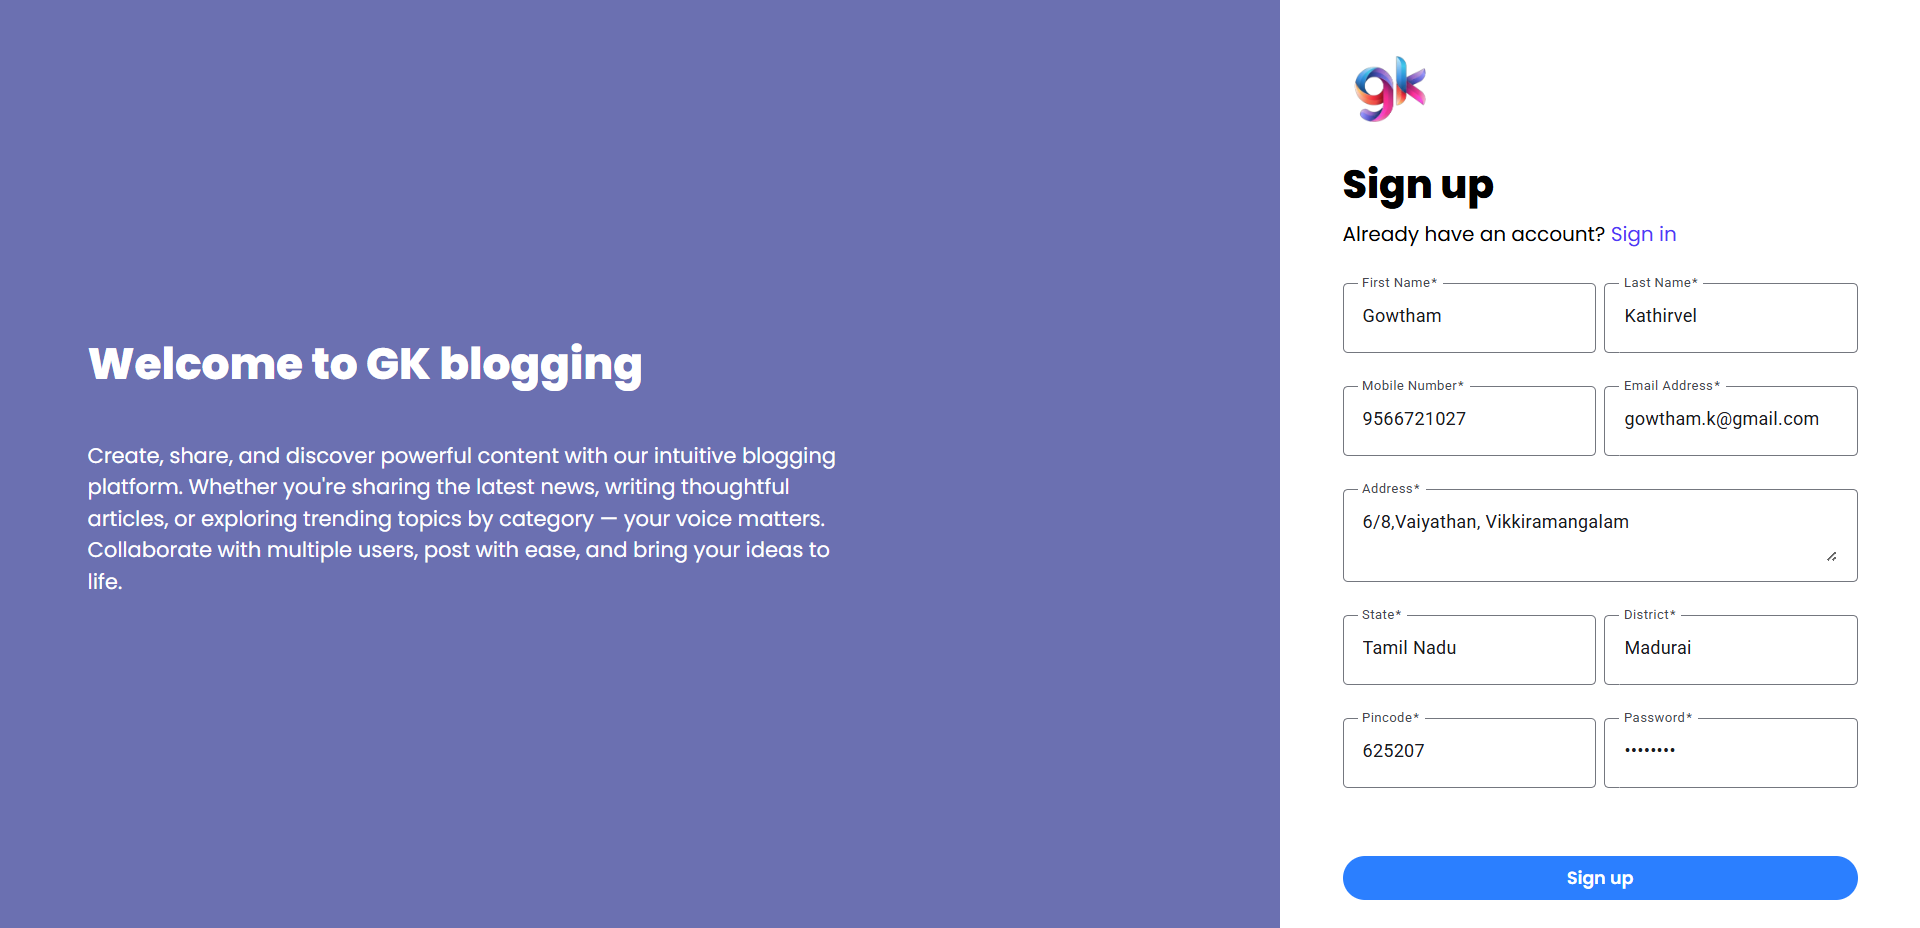 Welcome to GK blogging
Create, share, and discover powerful content with our intuitive blogging
platform. Whether you're sharing the latest news, writing thoughtful
articles, or exploring trending topics by category — your voice matters.
Collaborate with multiple users, post with ease, and bring your ideas to
life.
gk
Sign up
Already have an account? Sign in
First Name*
Gowtham
Last Name*
Kathirvel
Mobile Number*
9566721027
Email Address*
gowtham.k@gmail.com
Address*
6/8,Vaiyathan, Vikkiramangalam
State*
Tamil Nadu
District*
Madurai
Pincode*
625207
Password*
••••••••
Sign up